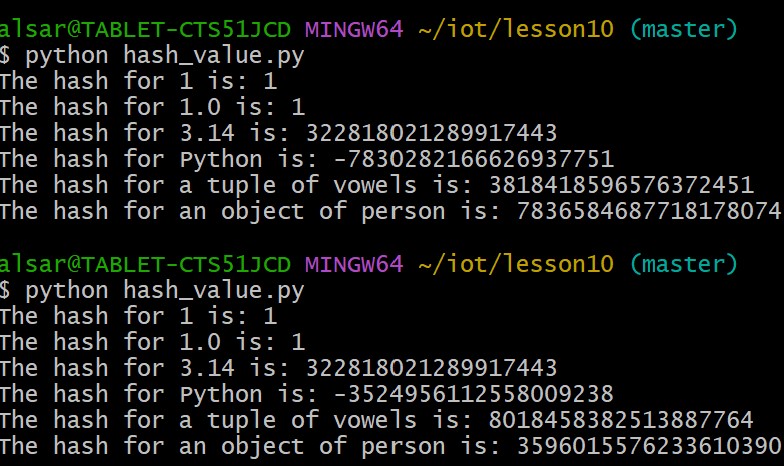 alsar@TABLET-CTS51JCD MINGW64 ~/iot/lesson10 (master)
$ python hash_value.py
The hash for 1 is: 1
The hash for 1.0 is: 1
The hash for 3.14 is: 322818021289917443
The hash for Python is: -7830282166626937751
The hash for a tuple of vowels is: 3818418596576372451
The hash for an object of person is: 7836584687718178074
alsar@TABLET-CTS51JCD MINGW64 ~/iot/lesson10 (master)
$ python hash_value.py
The hash for 1 is: 1
The hash for 1.0 is: 1
The hash for 3.14 is: 322818021289917443
The hash for Python is: -3524956112558009238
The hash for a tuple of vowels is: 8018458382513887764
The hash for an object of person is: 3596015576233610390